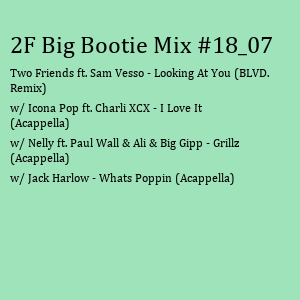 2F Big Bootie Mix #18_07
Two Friends ft. Sam Vesso - Looking At You (BLVD.
Remix)
w/ Icona Pop ft. Charli XCX - I Love It
(Acappella)
w/ Nelly ft. Paul Wall & Ali & Big Gipp - Grillz
(Acappella)
w/ Jack Harlow - Whats Poppin (Acappella)